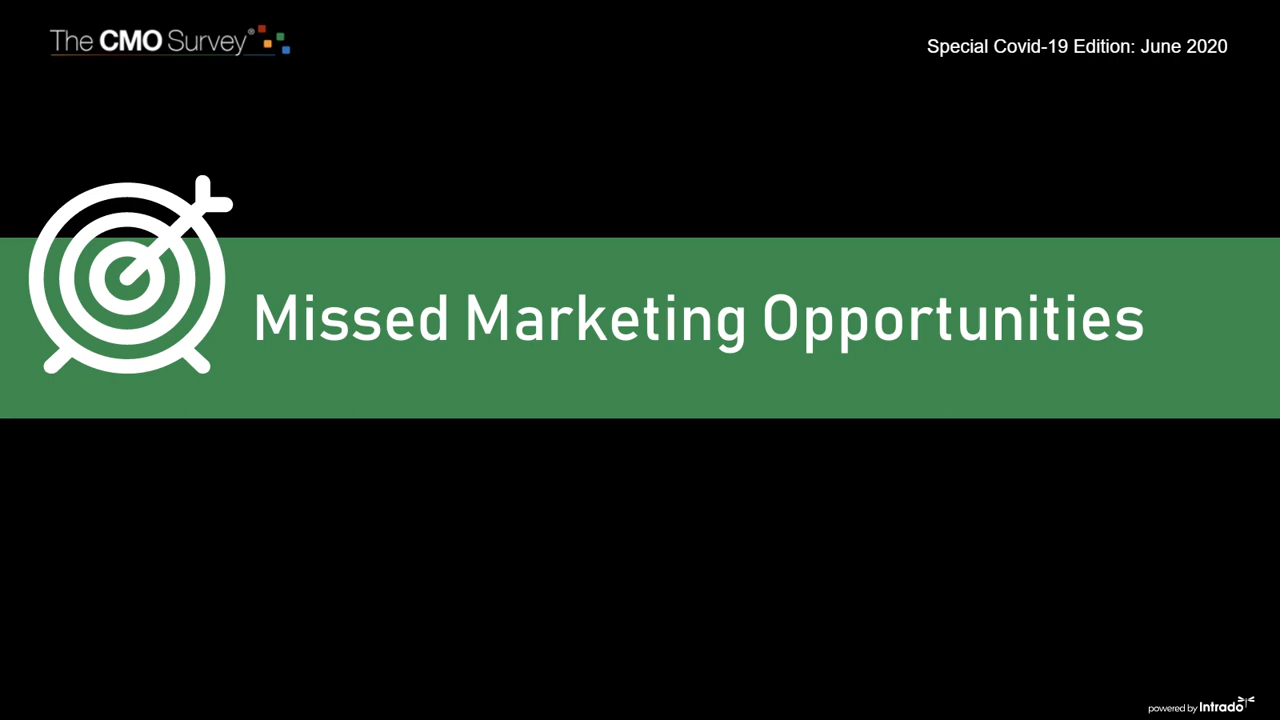 The CMO Survey®
Special Covid-19 Edition: June 2020
Missed Marketing Opportunities
powered by Intrado